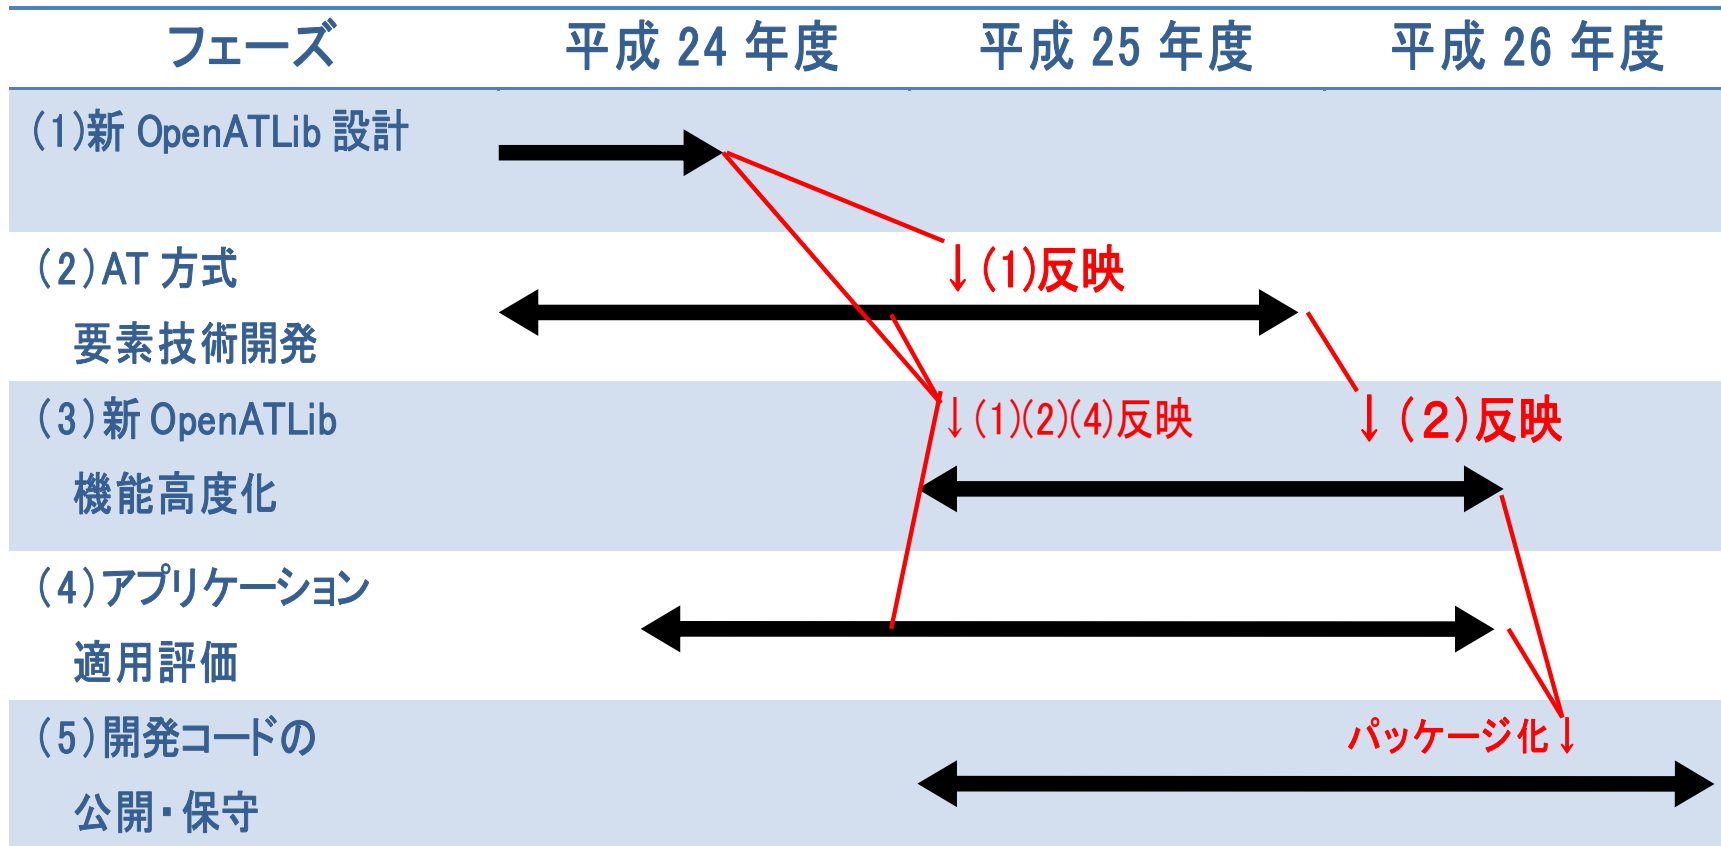 フェーズ 平成 24 年度 平成 25 年度 平成 26 年度
(1)新 OpenATLib 設計
(2)AT 方式
↓(1)反映
要素技術開発
(3)新 OpenATLib
↓(1)(2)(4)反映
↓(2)反映
機能高度化
(4)アプリケーション
適用評価
(5)開発コードの
パッケージ化↓
公開・保守